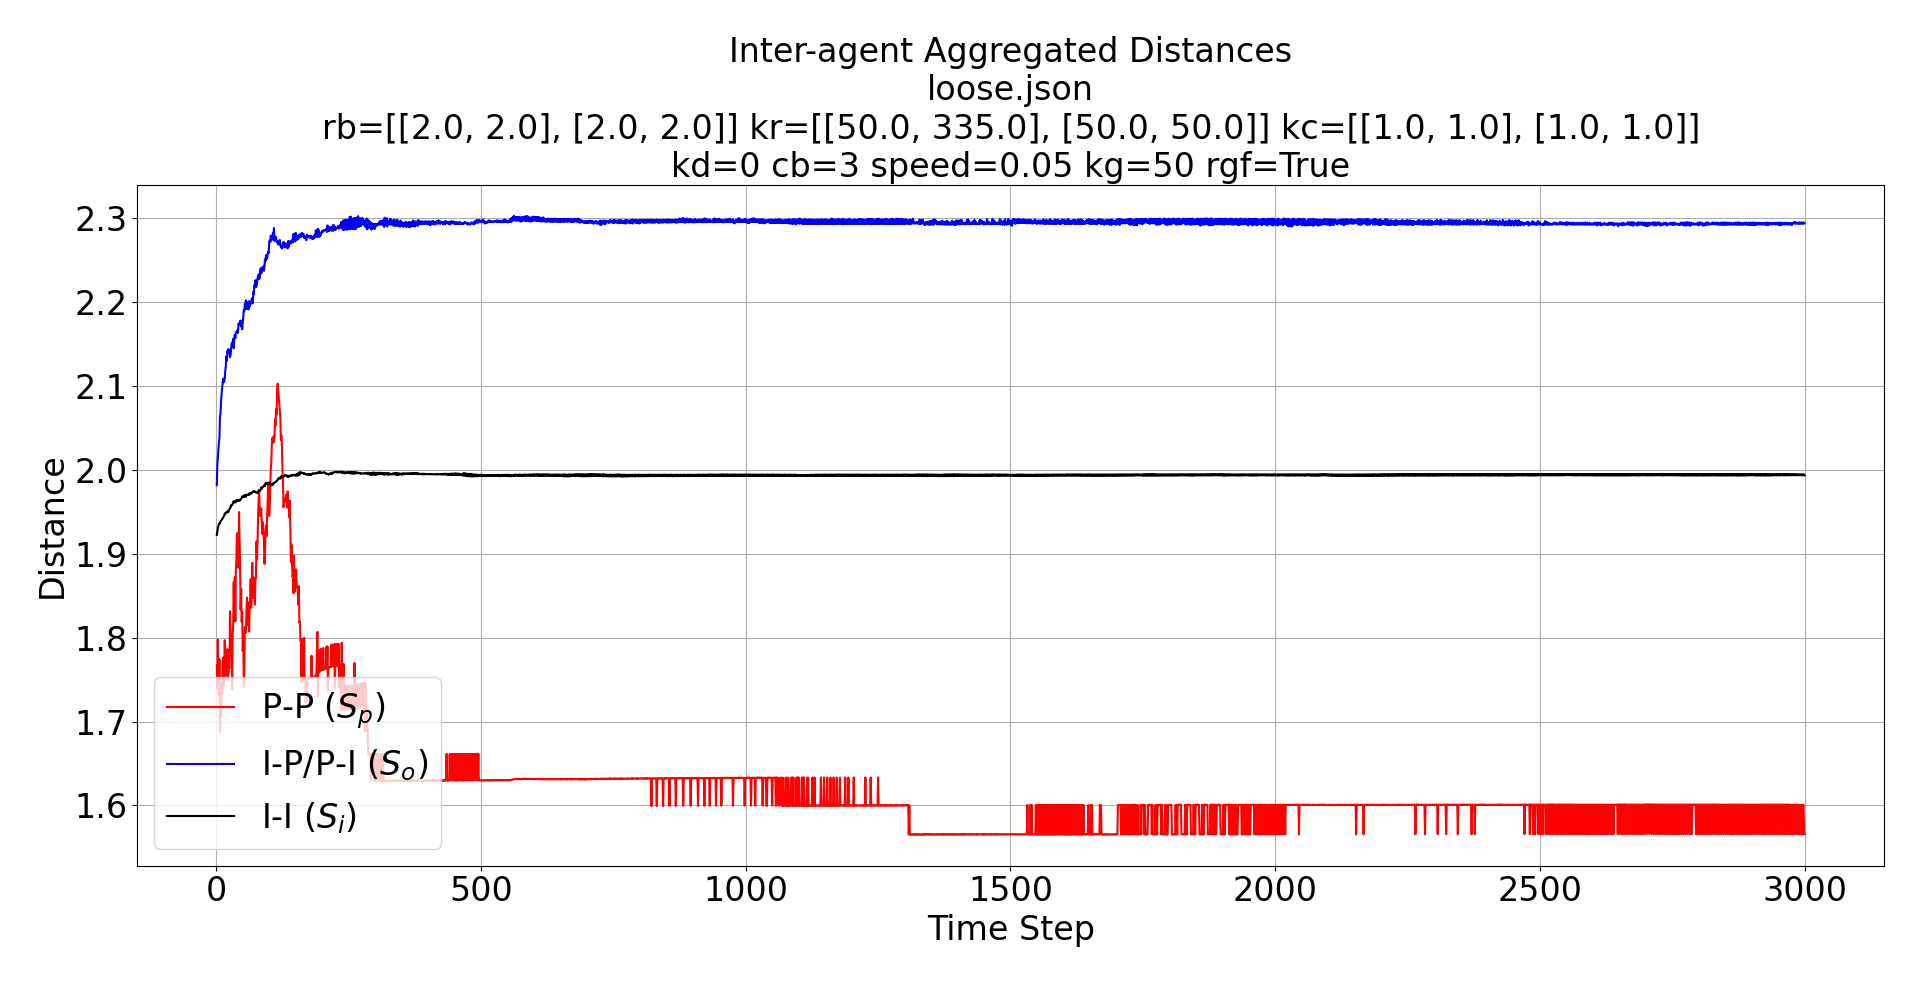 Inter-agent Aggregated Distances
loose.json
rb=[[2.0, 2.0], [2.0, 2.0]] kr=[[50.0, 335.0], [50.0, 50.0]] kc=[[1.0, 1.0], [1.0, 1.0]]
kd=0 cb=3 speed=0.05 kg=50 rgf=True
Distance
2.3
2.2
2.1
2.0
1.9
1.8
1.7
1.6
P-P (S_p)
I-P/P-I (S_o)
I-I (S_i)
0 500 1000 1500 2000 2500 3000
Time Step